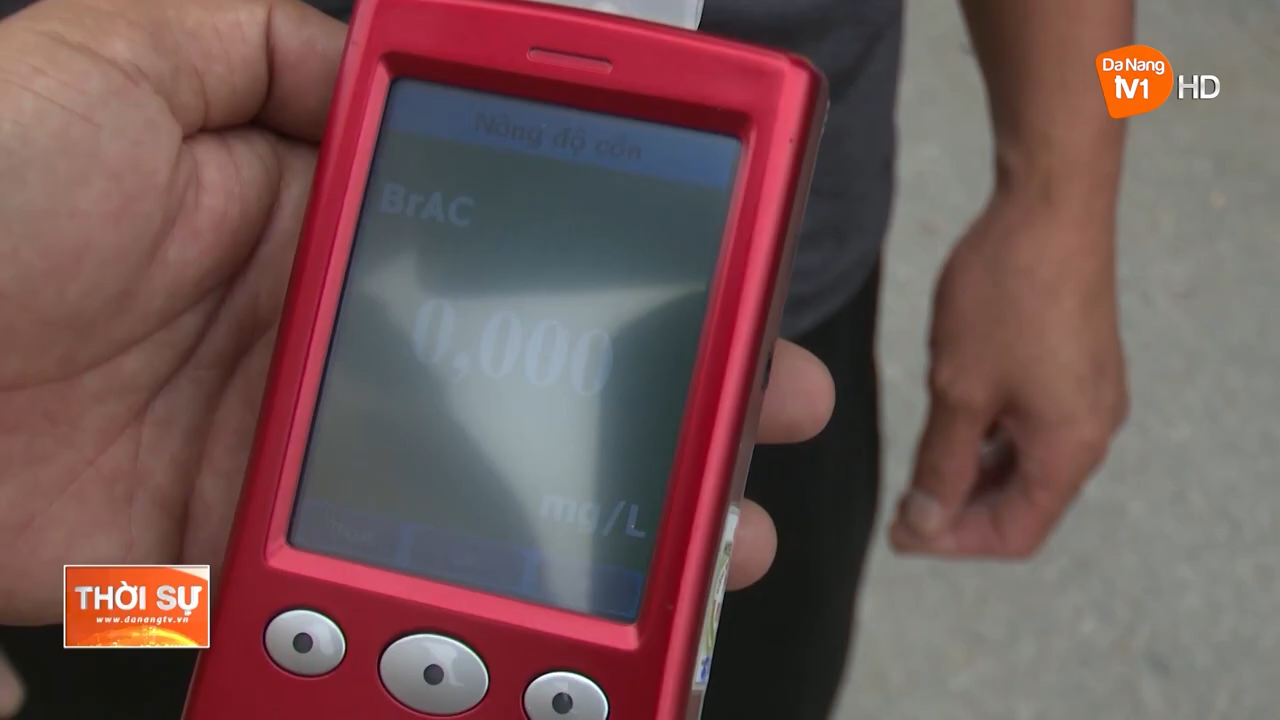 Da Nang
TV1 HD
Nồng độ cồn
BrAC
0,000
mg/L
THỜI SỰ
www.danangtv.vn